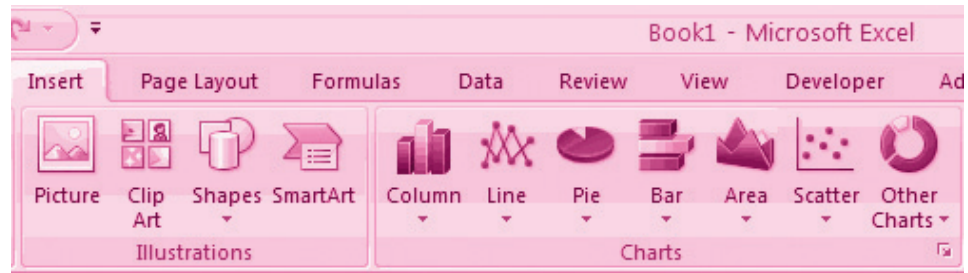 Book1 - Microsoft Excel
Insert Page Layout Formulas Data Review View Developer Ad
Picture Clip Art Shapes SmartArt Column Line Pie Bar Area Scatter Other Charts
Illustrations Charts